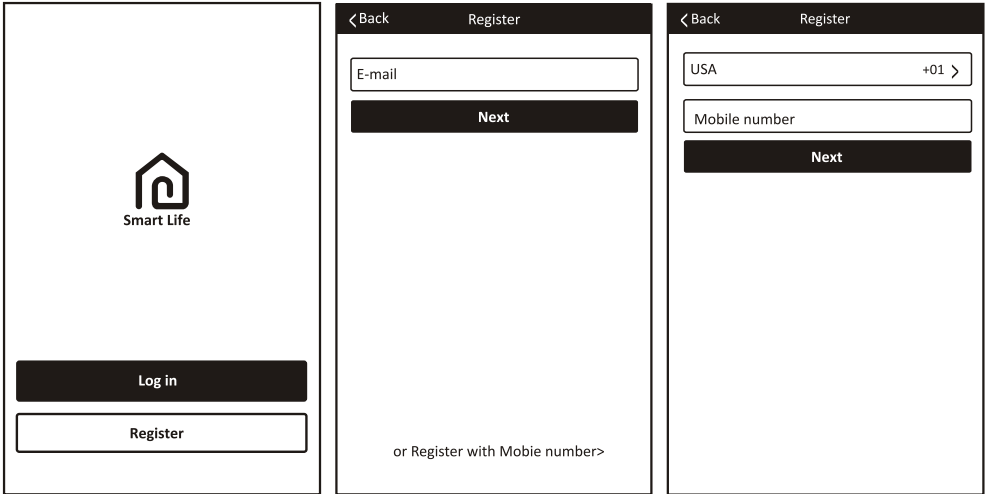 Smart Life
Log in
Register
Back Register
E-mail
Next
or Register with Mobie number>
Back Register
USA +01
Mobile number
Next